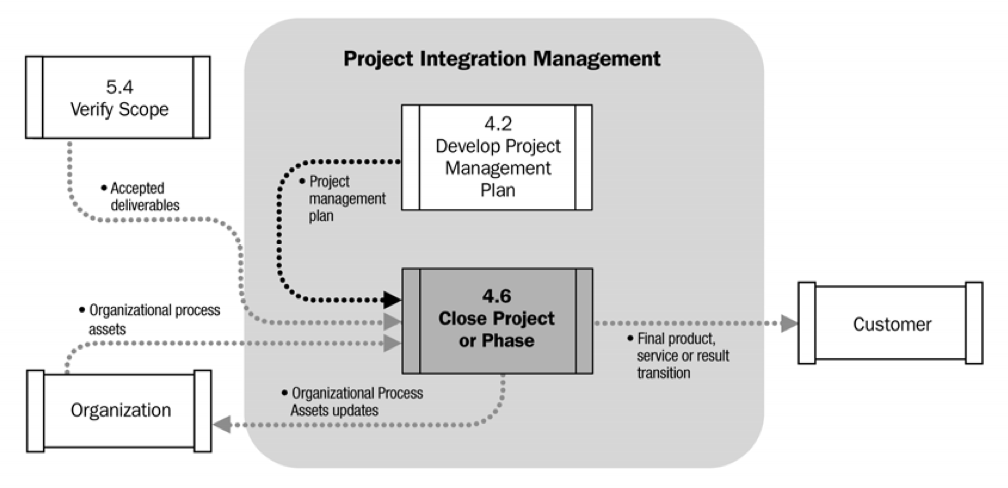 Project Integration Management
5.4
Verify Scope
4.2
Develop Project
Management
Plan
• Accepted
deliverables
• Project
management
plan
• Organizational process
assets
4.6
Close Project
or Phase
Customer
• Final product,
service or result
transition
• Organizational Process
Assets updates
Organization